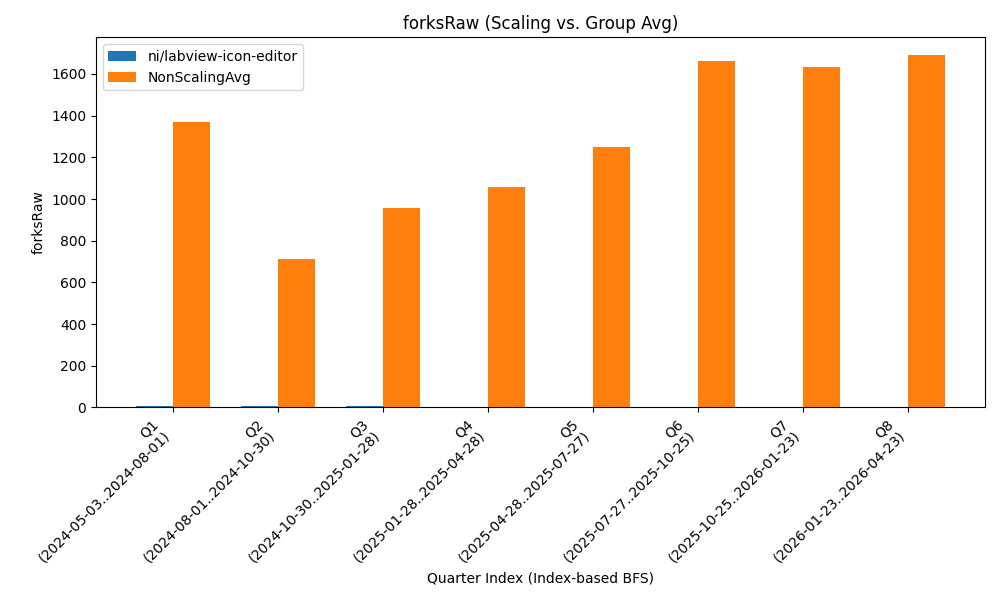 forksRaw (Scaling vs. Group Avg)
ni/labview-icon-editor
NonScalingAvg
forksRaw
1600
1400
1200
1000
800
600
400
200
0
Q1
(2024-05-03..2024-08-01)
Q2
(2024-08-01..2024-10-30)
Q3
(2024-10-30..2025-01-28)
Q4
(2025-01-28..2025-04-28)
Q5
(2025-04-28..2025-07-27)
Q6
(2025-07-27..2025-10-25)
Q7
(2025-10-25..2026-01-23)
Q8
(2026-01-23..2026-04-23)
Quarter Index (Index-based BFS)